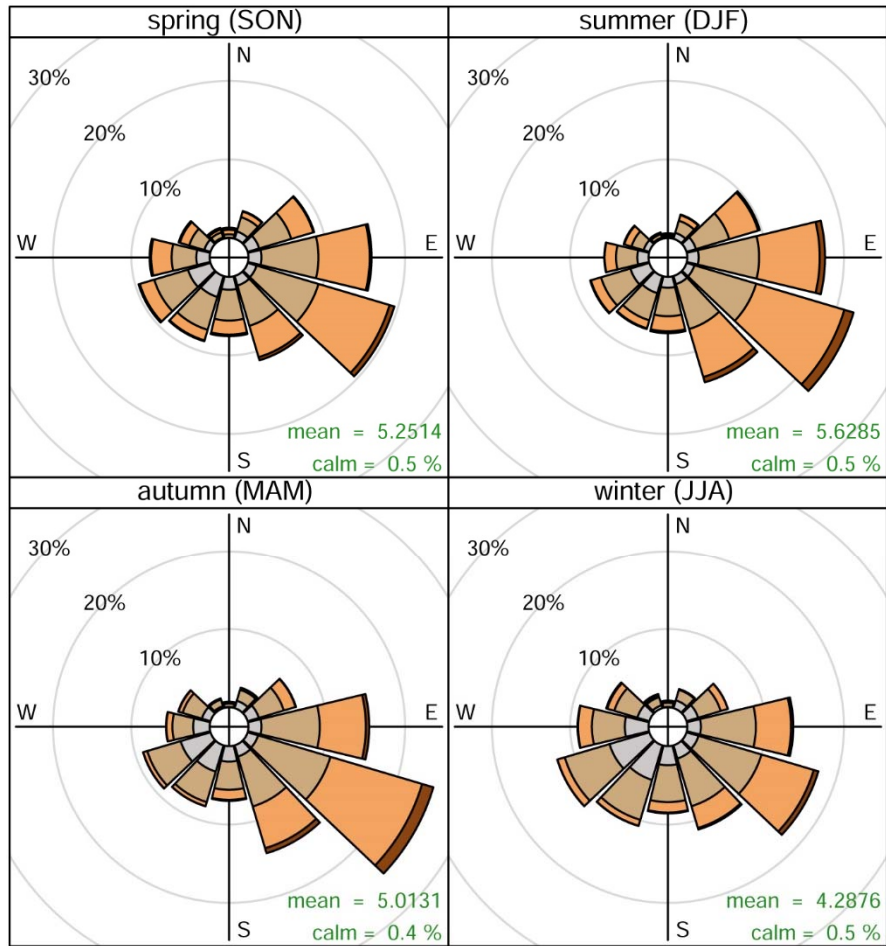 spring (SON)
N
30%
20%
10%
W
E
mean = 5.2514
S
calm = 0.5 %
summer (DJF)
N
30%
20%
10%
W
E
mean = 5.6285
S
calm = 0.5 %
autumn (MAM)
N
30%
20%
10%
W
E
mean = 5.0131
S
calm = 0.4 %
winter (JJA)
N
30%
20%
10%
W
E
mean = 4.2876
S
calm = 0.5 %